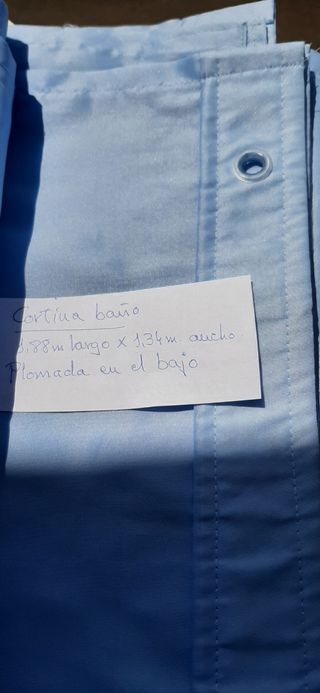 Cortina baño
1,88m largo x 1,34m. ancho
Plomada en el bajo